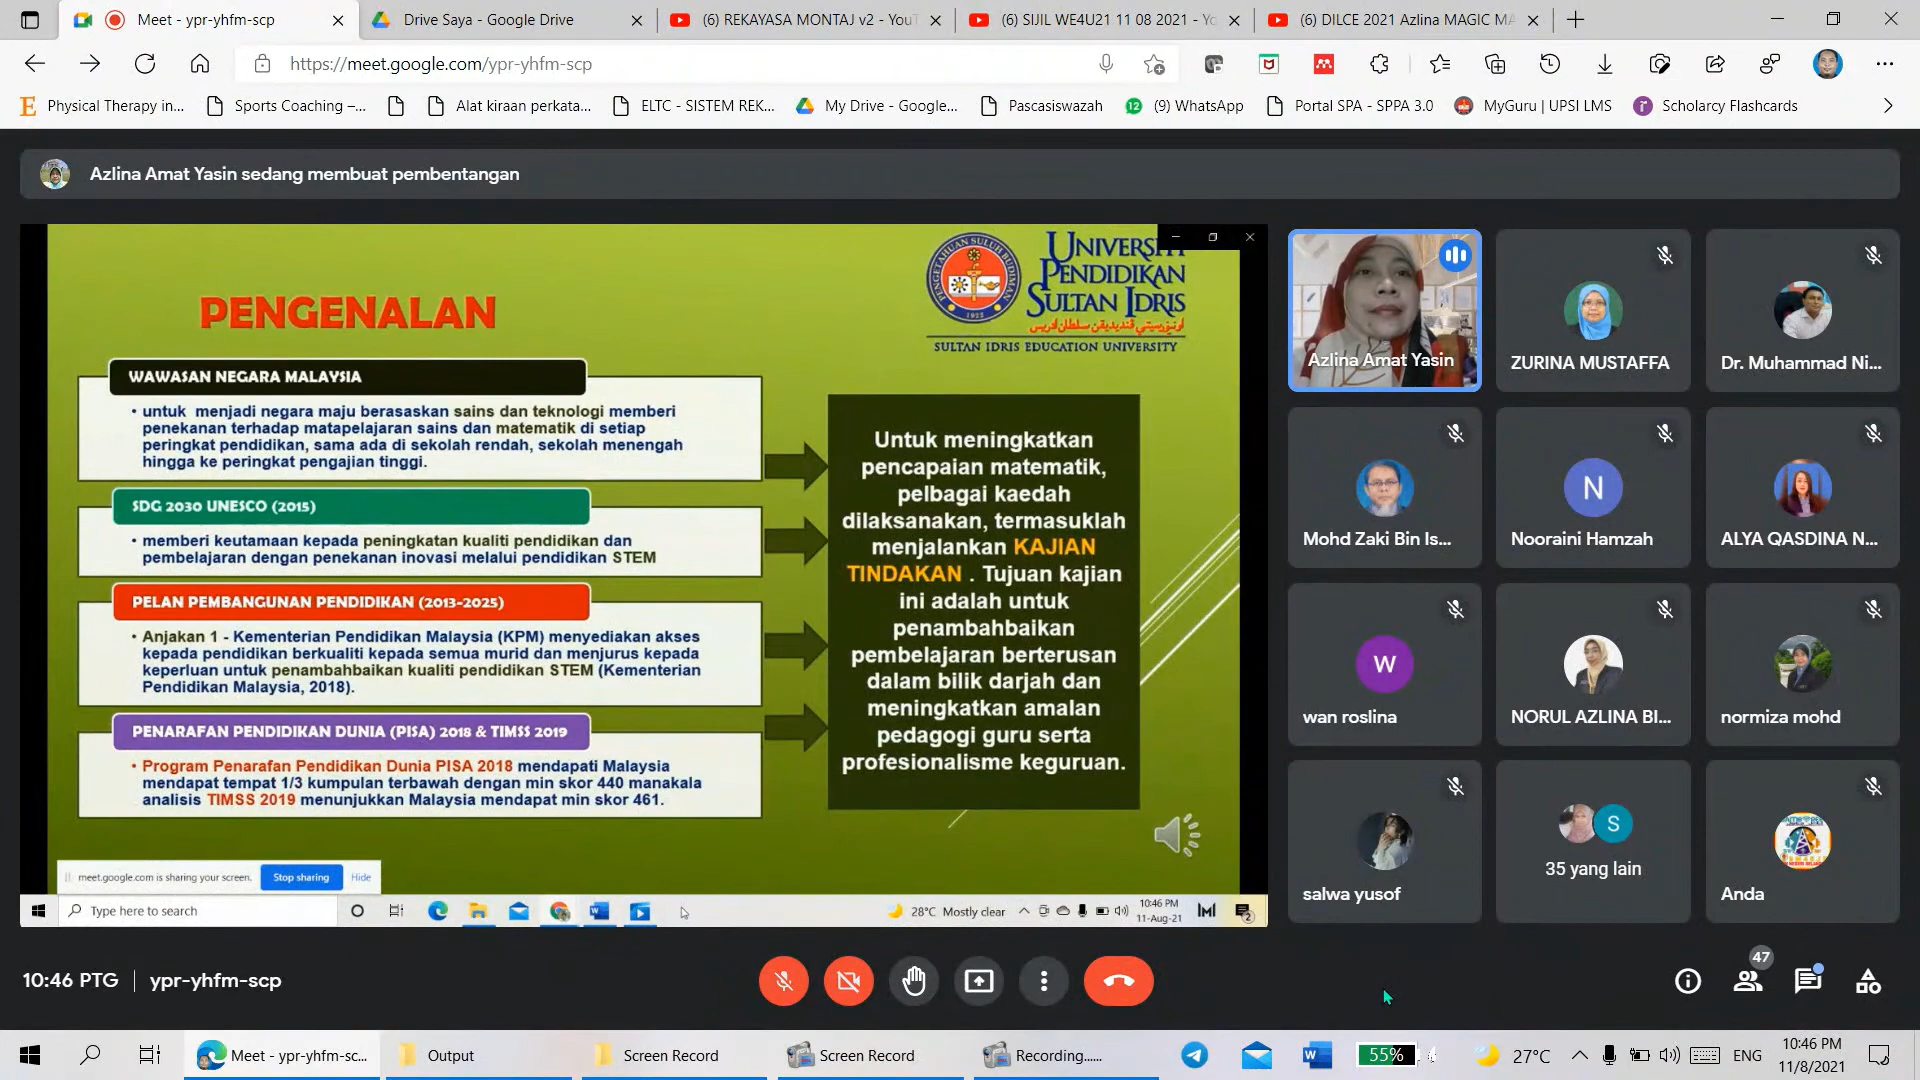 Meet - ypr-yhfm-scp
Drive Saya - Google Drive
(6) REKAYASA MONTAJ v2 - YouT
(6) SIJIL WE4U21 11 08 2021 - Yo
(6) DILCE 2021 Azlina MAGIC MA
https://meet.google.com/ypr-yhfm-scp
Physical Therapy in...
Sports Coaching –...
Alat kiraan perkata...
ELTC - SISTEM REK...
My Drive - Google...
Pascasiswazah
12
(9) WhatsApp
Portal SPA - SPPA 3.0
MyGuru | UPSI LMS
r
Scholarcy Flashcards
Azlina Amat Yasin sedang membuat pembentangan
PENGENALAN
UNIVERSITI
PENDIDIKAN
SULTAN IDRIS
اونيۏرسيتي ڤنديديقن سلطان ادريس
SULTAN IDRIS EDUCATION UNIVERSITY
PENGETAHUAN SULUH BUDIMAN
1922
WAWASAN NEGARA MALAYSIA
• untuk menjadi negara maju berasaskan sains dan teknologi memberi
penekanan terhadap matapelajaran sains dan matematik di setiap
peringkat pendidikan, sama ada di sekolah rendah, sekolah menengah
hingga ke peringkat pengajian tinggi.
SDG 2030 UNESCO (2015)
• memberi keutamaan kepada peningkatan kualiti pendidikan dan
pembelajaran dengan penekanan inovasi melalui pendidikan STEM
PELAN PEMBANGUNAN PENDIDIKAN (2013-2025)
• Anjakan 1 - Kementerian Pendidikan Malaysia (KPM) menyediakan akses
kepada pendidikan berkualiti kepada semua murid dan menjurus kepada
keperluan untuk penambahbaikan kualiti pendidikan STEM (Kementerian
Pendidikan Malaysia, 2018).
PENARAFAN PENDIDIKAN DUNIA (PISA) 2018 & TIMSS 2019
• Program Penarafan Pendidikan Dunia PISA 2018 mendapati Malaysia
mendapat tempat 1/3 kumpulan terbawah dengan min skor 440 manakala
analisis TIMSS 2019 menunjukkan Malaysia mendapat min skor 461.
Untuk meningkatkan
pencapaian matematik,
pelbagai kaedah
dilaksanakan, termasuklah
menjalankan KAJIAN
TINDAKAN . Tujuan kajian
ini adalah untuk
penambahbaikan
pembelajaran berterusan
dalam bilik darjah dan
meningkatkan amalan
pedagogi guru serta
profesionalisme keguruan.
meet.google.com is sharing your screen.
Stop sharing
Hide
Type here to search
28°C Mostly clear
10:46 PM
11-Aug-21
2
Azlina Amat Yasin
ZURINA MUSTAFFA
Dr. Muhammad Ni...
Mohd Zaki Bin Is...
N
Nooraini Hamzah
ALYA QASDINA N...
W
wan roslina
NORUL AZLINA BI...
normiza mohd
salwa yusof
S
35 yang lain
Anda
10:46 PTG
ypr-yhfm-scp
47
Meet - ypr-yhfm-sc...
Output
Screen Record
Screen Record
Recording......
55%
27°C
ENG
10:46 PM
11/8/2021